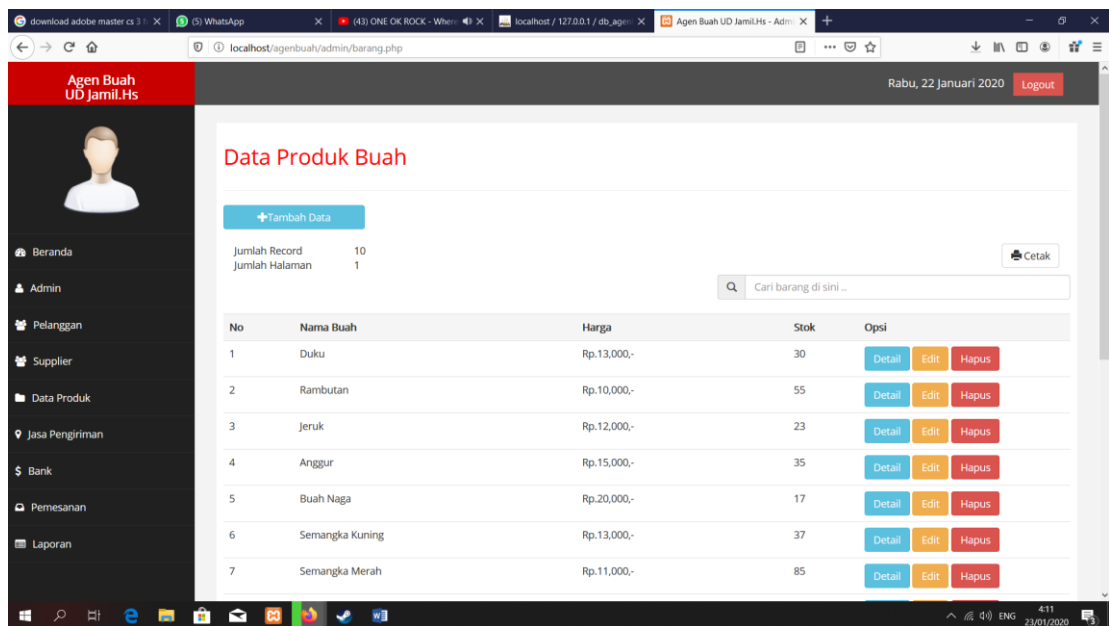 download adobe master cs 3 f
(5) WhatsApp
(43) ONE OK ROCK - Where
localhost / 127.0.0.1 / db_agen
Agen Buah UD Jamil.Hs - Admi
localhost/agenbuah/admin/barang.php
Agen Buah
UD Jamil.Hs
Rabu, 22 Januari 2020 Logout
Data Produk Buah
Tambah Data
Jumlah Record 10
Jumlah Halaman 1
Cetak
Cari barang di sini ..
Beranda
Admin
Pelanggan
Supplier
Data Produk
Jasa Pengiriman
$ Bank
Pemesanan
Laporan
No Nama Buah Harga Stok Opsi
1 Duku Rp.13,000,- 30 Detail Edit Hapus
2 Rambutan Rp.10,000,- 55 Detail Edit Hapus
3 Jeruk Rp.12,000,- 23 Detail Edit Hapus
4 Anggur Rp.15,000,- 35 Detail Edit Hapus
5 Buah Naga Rp.20,000,- 17 Detail Edit Hapus
6 Semangka Kuning Rp.13,000,- 37 Detail Edit Hapus
7 Semangka Merah Rp.11,000,- 85 Detail Edit Hapus
ENG
4:11
23/01/2020